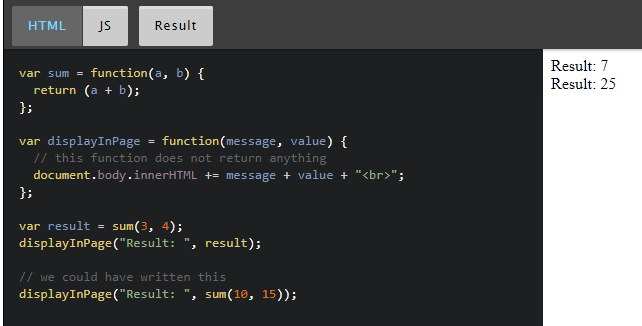 HTML JS Result
var sum = function(a, b) {
  return (a + b);
};
var displayInPage = function(message, value) {
  // this function does not return anything
  document.body.innerHTML += message + value + "<br>";
};
var result = sum(3, 4);
displayInPage("Result: ", result);
// we could have written this
displayInPage("Result: ", sum(10, 15));
Result: 7
Result: 25